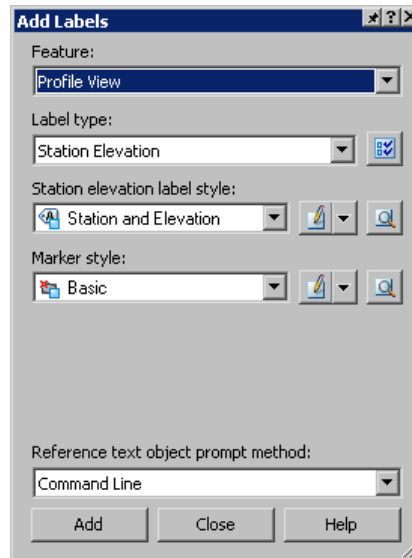 Add Labels
Feature:
Profile View
Label type:
Station Elevation
Station elevation label style:
Station and Elevation
Marker style:
Basic
Reference text object prompt method:
Command Line
Add Close Help